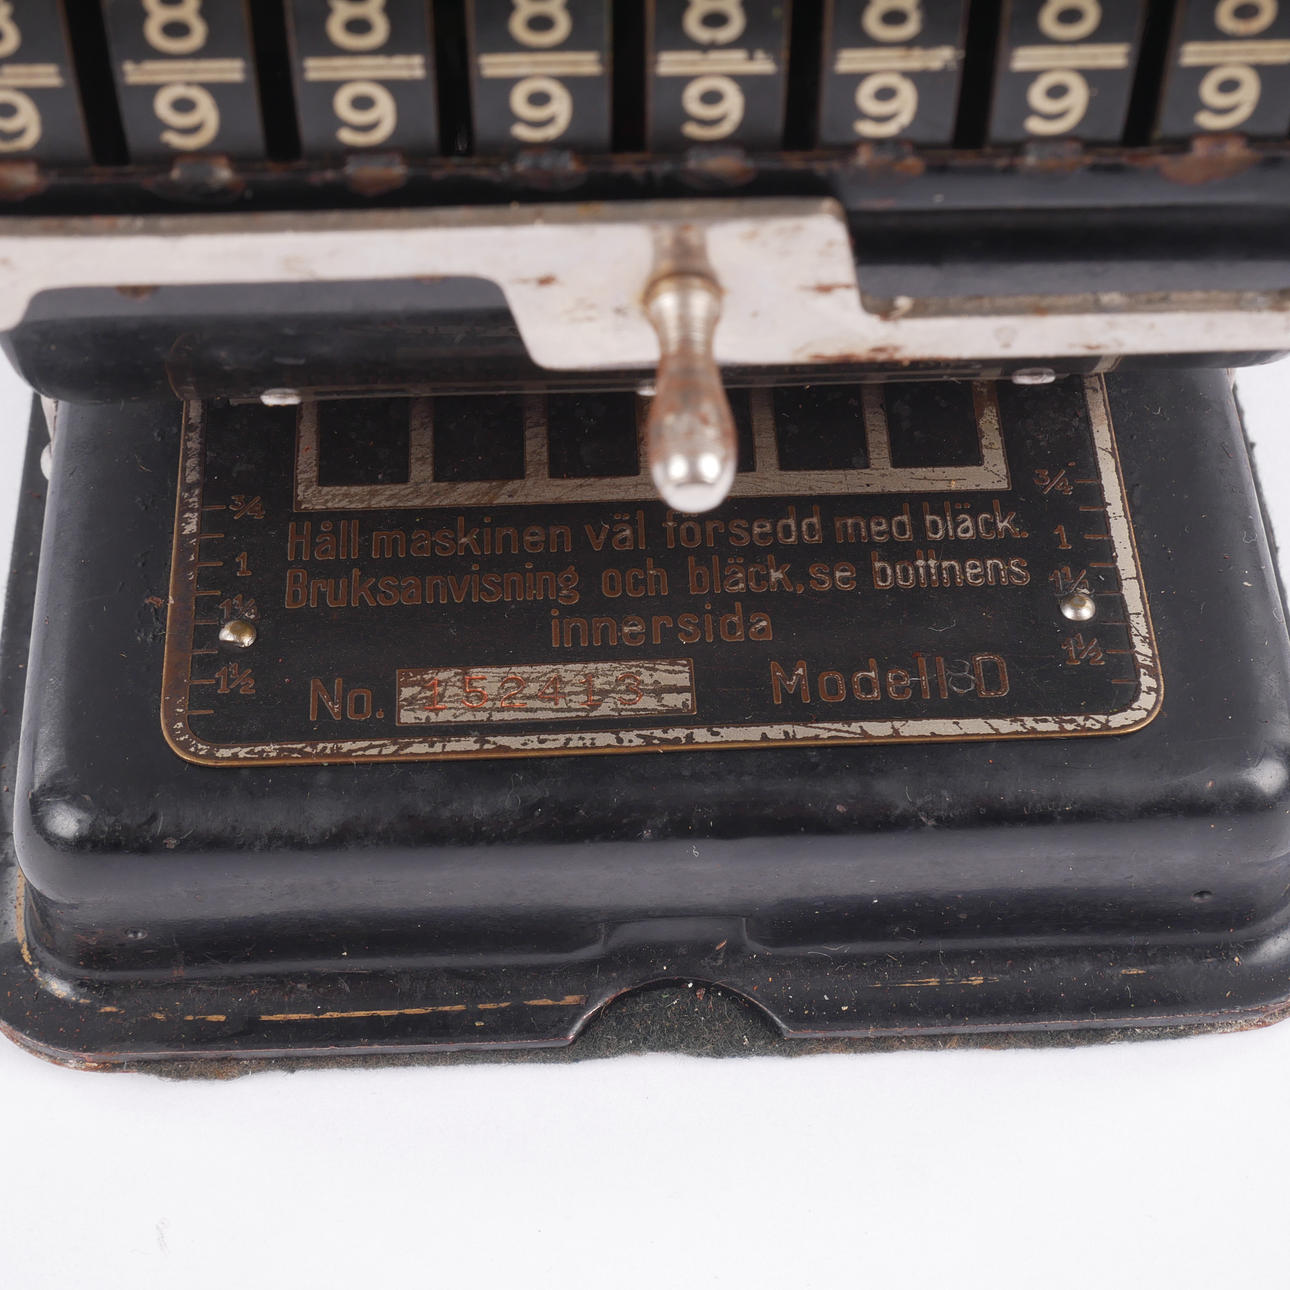 8 8 8 8 8 8 8 8
9 9 9 9 9 9 9 9
3/4 3/4
Håll maskinen väl försedd med bläck.
1 1
Bruksanvisning och bläck, se bottnens
1¼ 1¼
innersida
1½ 1½
No. 152413 Modell D